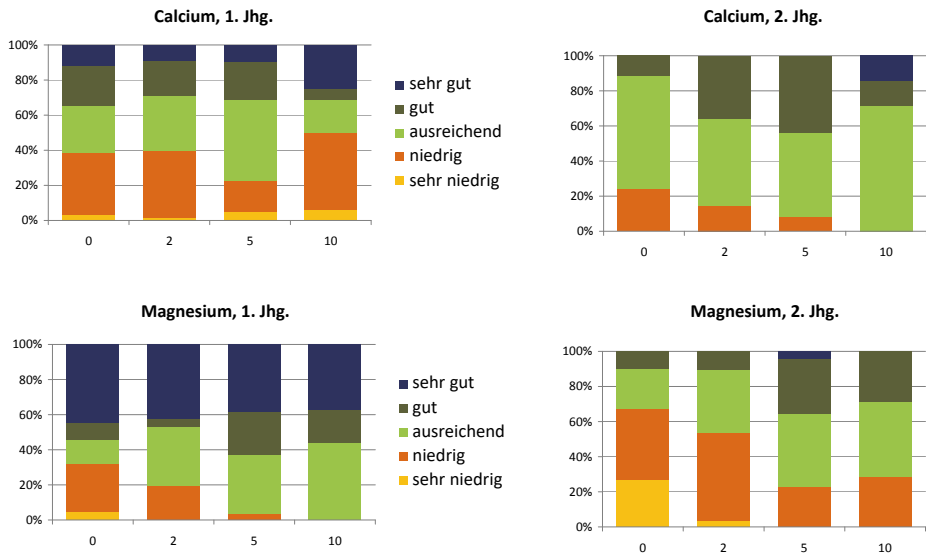 Calcium, 1. Jhg.
100%
80%
60%
40%
20%
0%
0 2 5 10
sehr gut
gut
ausreichend
niedrig
sehr niedrig
Calcium, 2. Jhg.
100%
80%
60%
40%
20%
0%
0 2 5 10
Magnesium, 1. Jhg.
100%
80%
60%
40%
20%
0%
0 2 5 10
sehr gut
gut
ausreichend
niedrig
sehr niedrig
Magnesium, 2. Jhg.
100%
80%
60%
40%
20%
0%
0 2 5 10